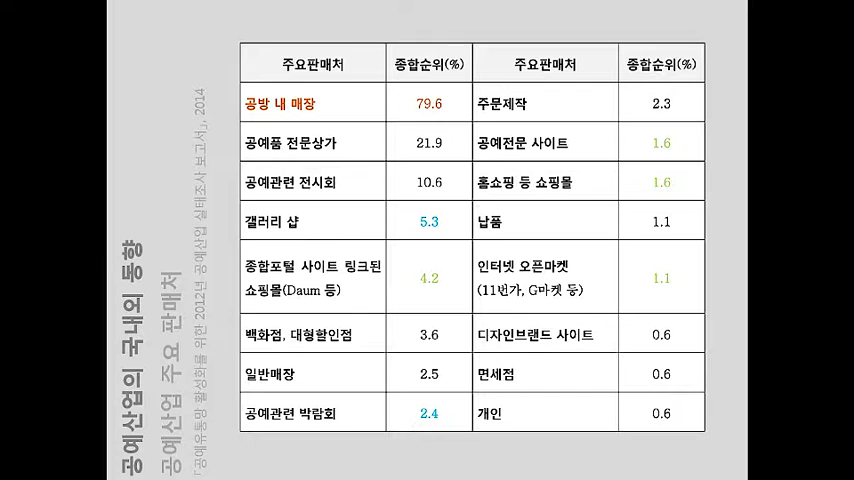 공예산업의 국내외 동향
공예산업 주요 판매처
「공예유통망 활성화를 위한 2012년 공예산업 실태조사 보고서」, 2014
주요판매처 종합순위(%) 주요판매처 종합순위(%)
공방 내 매장 79.6 주문제작 2.3
공예품 전문상가 21.9 공예전문 사이트 1.6
공예관련 전시회 10.6 홈쇼핑 등 쇼핑몰 1.6
갤러리 샵 5.3 납품 1.1
종합포털 사이트 링크된 4.2 인터넷 오픈마켓 1.1
쇼핑몰(Daum 등) (11번가, G마켓 등)
백화점, 대형할인점 3.6 디자인브랜드 사이트 0.6
일반매장 2.5 면세점 0.6
공예관련 박람회 2.4 개인 0.6